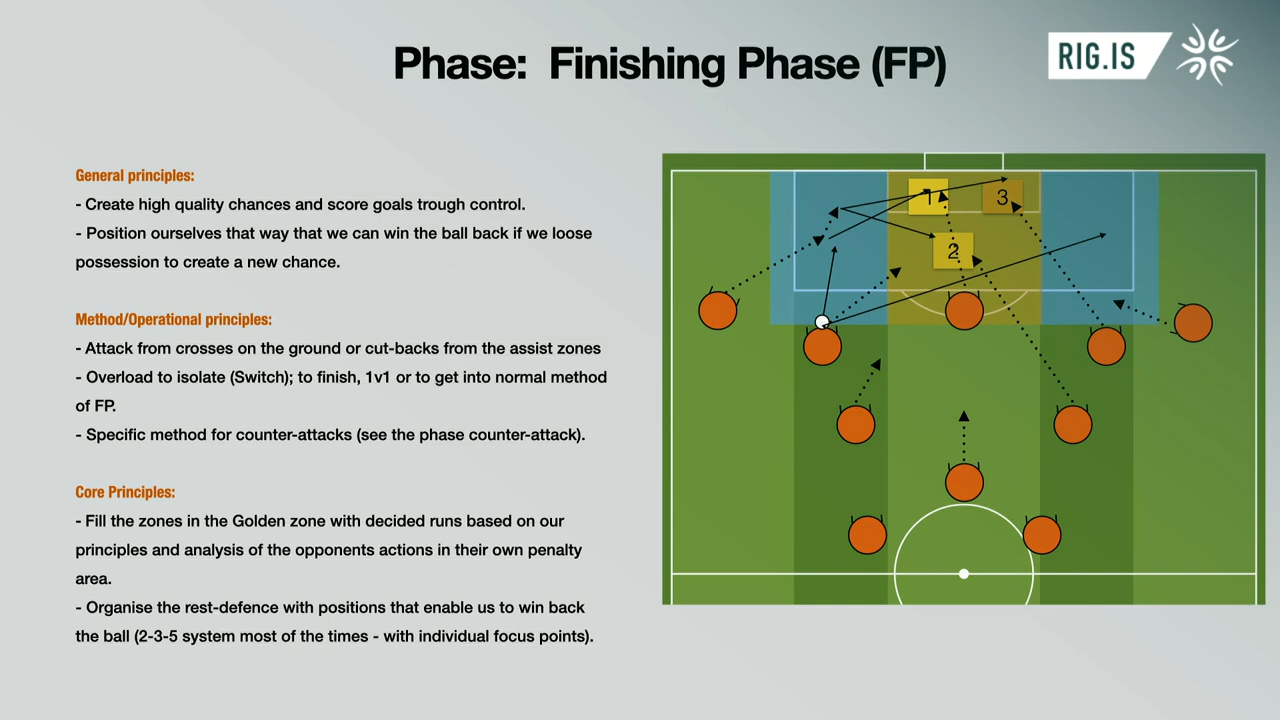 Phase: Finishing Phase (FP)
RIG.IS
General principles:
- Create high quality chances and score goals trough control.
- Position ourselves that way that we can win the ball back if we loose
possession to create a new chance.
Method/Operational principles:
- Attack from crosses on the ground or cut-backs from the assist zones
- Overload to isolate (Switch); to finish, 1v1 or to get into normal method
of FP.
- Specific method for counter-attacks (see the phase counter-attack).
Core Principles:
- Fill the zones in the Golden zone with decided runs based on our
principles and analysis of the opponents actions in their own penalty
area.
- Organise the rest-defence with positions that enable us to win back
the ball (2-3-5 system most of the times - with individual focus points).
1
3
2